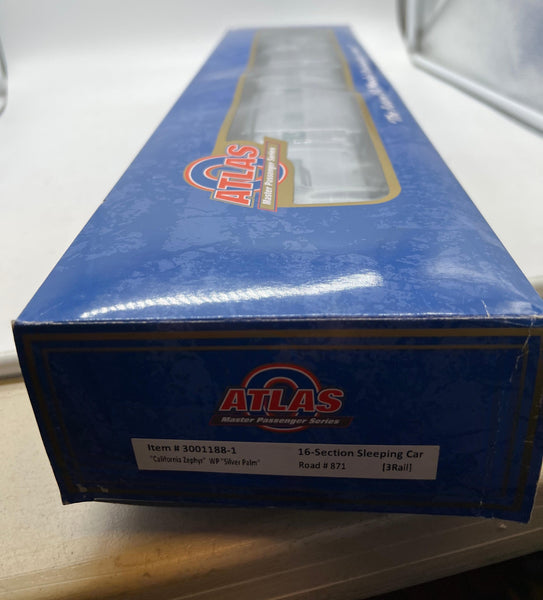 ATLAS
Master Passenger Series
ATLAS
Master Passenger Series
Item # 3001188-1
16-Section Sleeping Car
"California Zephyr" WP "Silver Palm"
Road # 871
[3Rail]